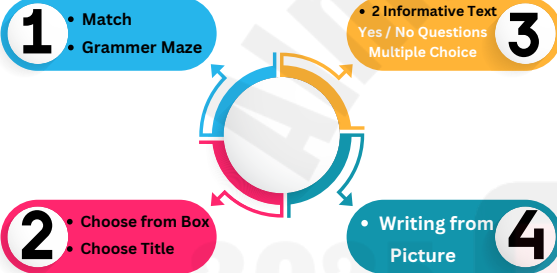 1
• Match
• Grammer Maze
2
• Choose from Box
• Choose Title
3
• 2 Informative Text
Yes / No Questions
Multiple Choice
4
• Writing from
Picture